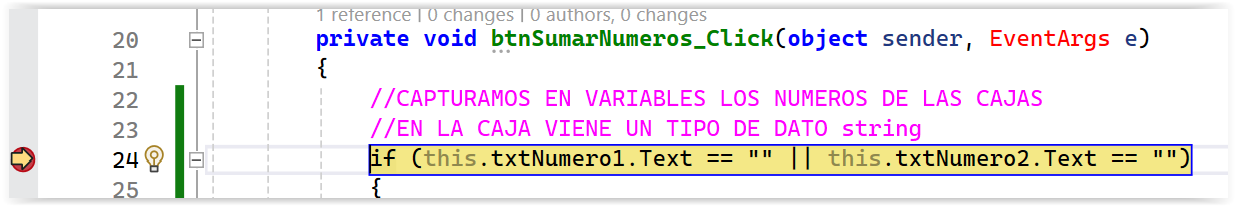 1 reference | 0 changes | 0 authors, 0 changes
20 private void btnSumarNumeros_Click(object sender, EventArgs e)
21 {
22 //CAPTURAMOS EN VARIABLES LOS NUMEROS DE LAS CAJAS
23 //EN LA CAJA VIENE UN TIPO DE DATO string
24 if (this.txtNumero1.Text == "" || this.txtNumero2.Text == "")
25 {